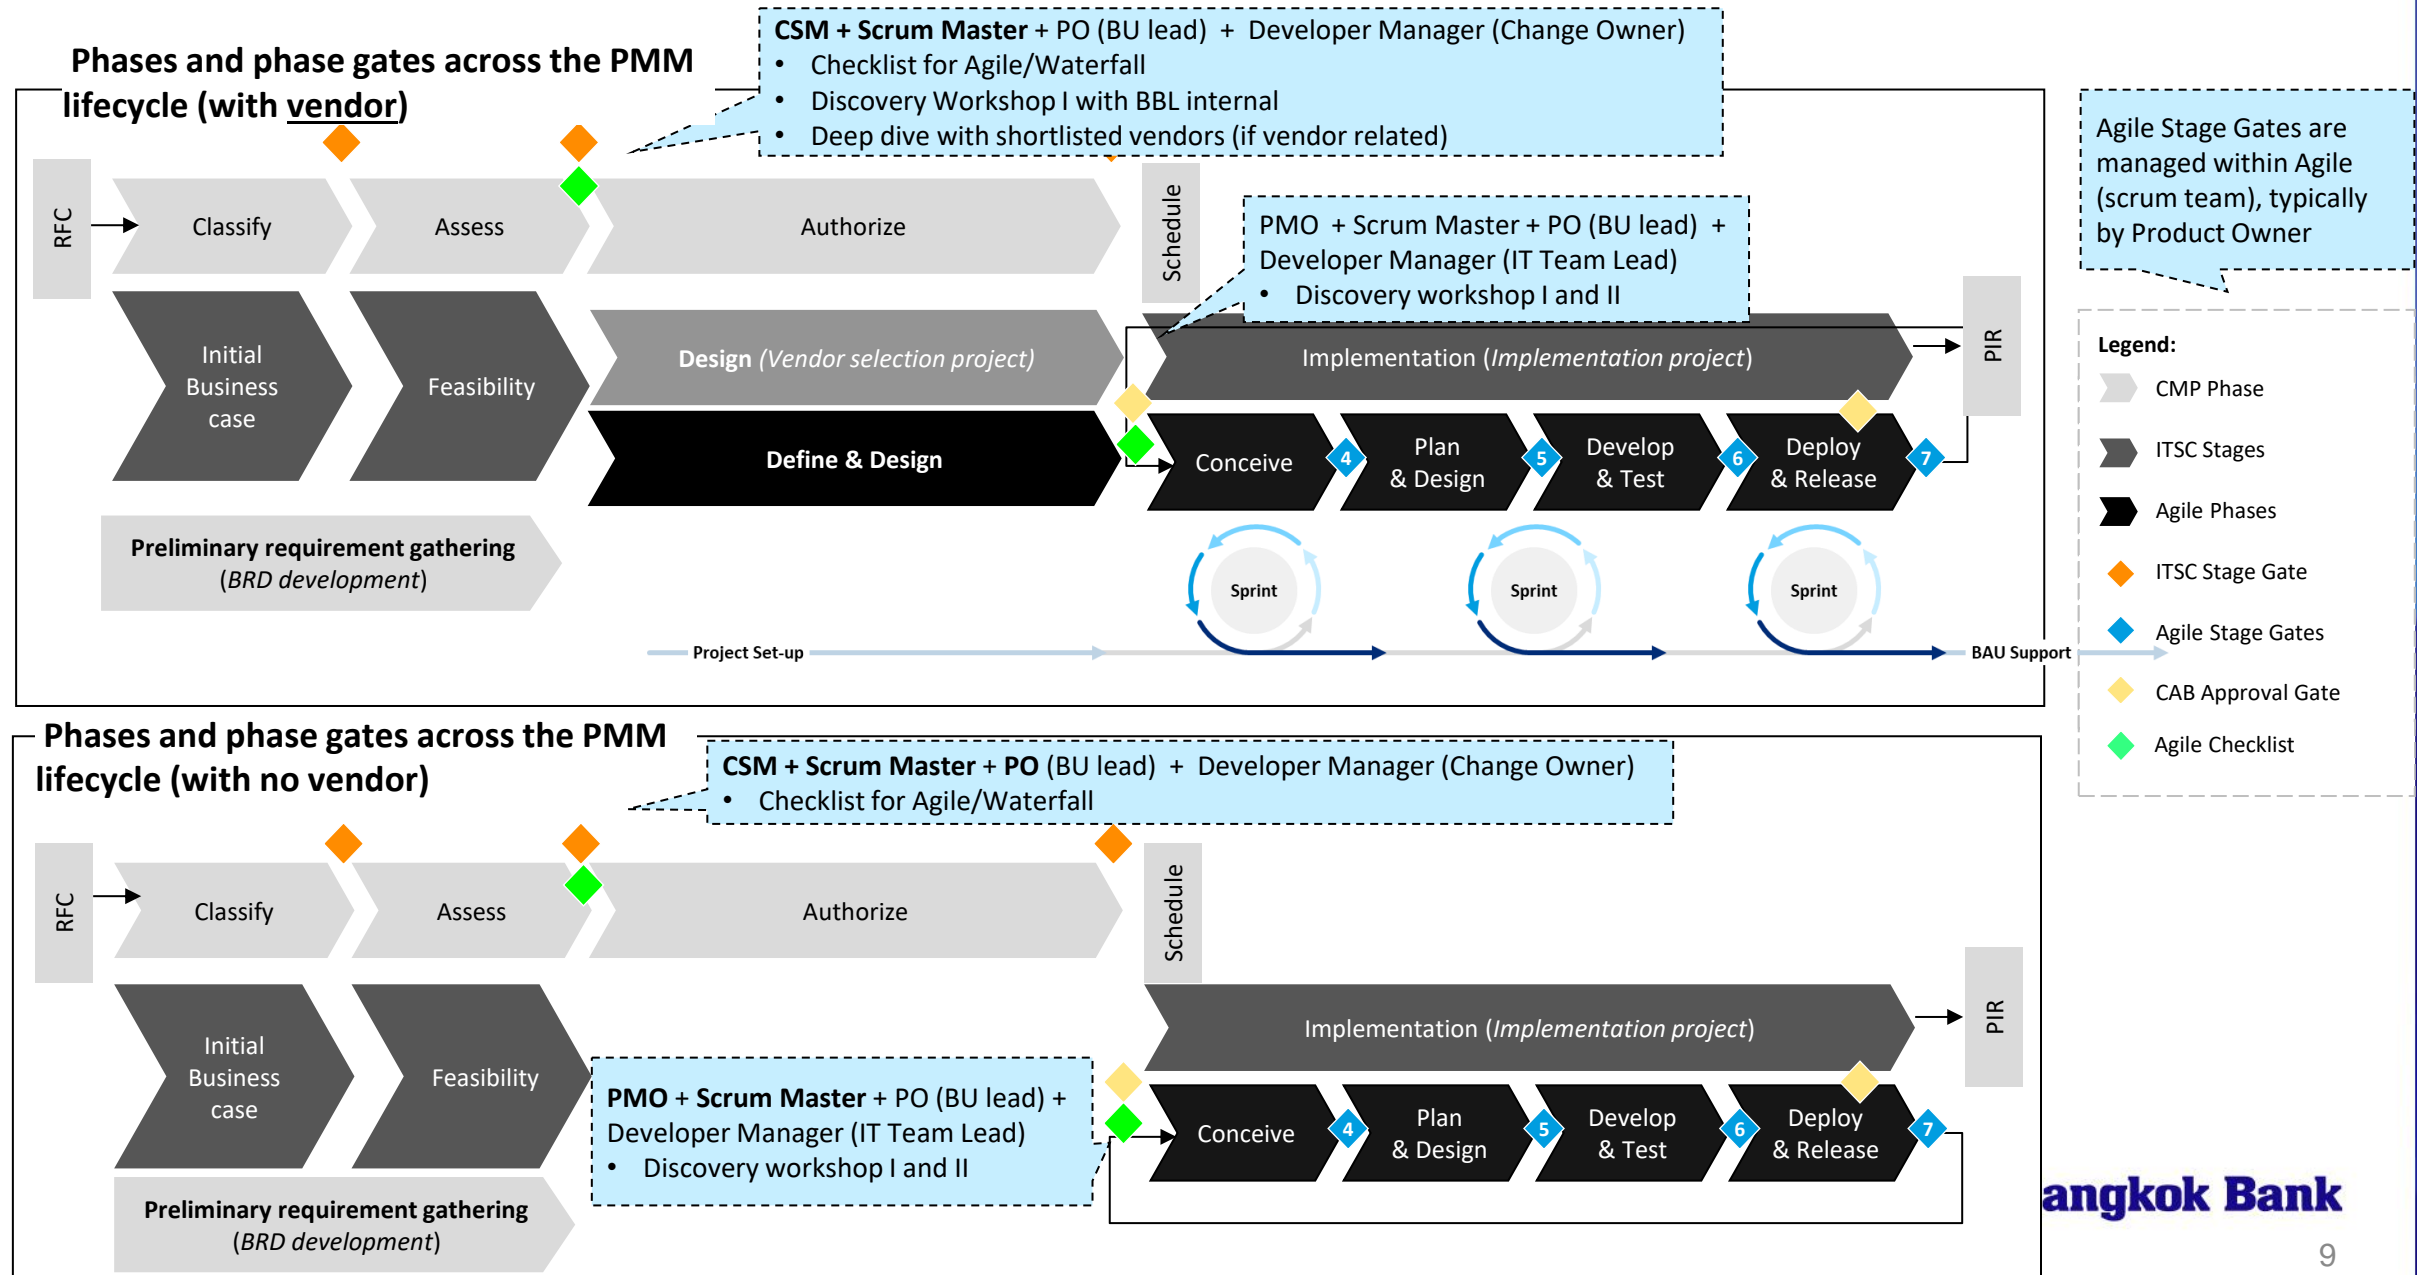 Phases and phase gates across the PMM
lifecycle (with vendor)
CSM + Scrum Master + PO (BU lead) + Developer Manager (Change Owner)
• Checklist for Agile/Waterfall
• Discovery Workshop I with BBL internal
• Deep dive with shortlisted vendors (if vendor related)
Agile Stage Gates are
managed within Agile
(scrum team), typically
by Product Owner
RFC
Classify
Assess
Authorize
Schedule
PMO + Scrum Master + PO (BU lead) +
Developer Manager (IT Team Lead)
• Discovery workshop I and II
Initial
Business
case
Feasibility
Design (Vendor selection project)
Implementation (Implementation project)
PIR
Define & Design
Conceive
4
Plan
& Design
5
Develop
& Test
6
Deploy
& Release
7
Preliminary requirement gathering
(BRD development)
Sprint
Sprint
Sprint
Project Set-up
BAU Support
Legend:
CMP Phase
ITSC Stages
Agile Phases
ITSC Stage Gate
Agile Stage Gates
CAB Approval Gate
Agile Checklist
Phases and phase gates across the PMM
lifecycle (with no vendor)
CSM + Scrum Master + PO (BU lead) + Developer Manager (Change Owner)
• Checklist for Agile/Waterfall
RFC
Classify
Assess
Authorize
Schedule
Initial
Business
case
Feasibility
Implementation (Implementation project)
PIR
PMO + Scrum Master + PO (BU lead) +
Developer Manager (IT Team Lead)
• Discovery workshop I and II
Conceive
4
Plan
& Design
5
Develop
& Test
6
Deploy
& Release
7
Preliminary requirement gathering
(BRD development)
angkok Bank
9